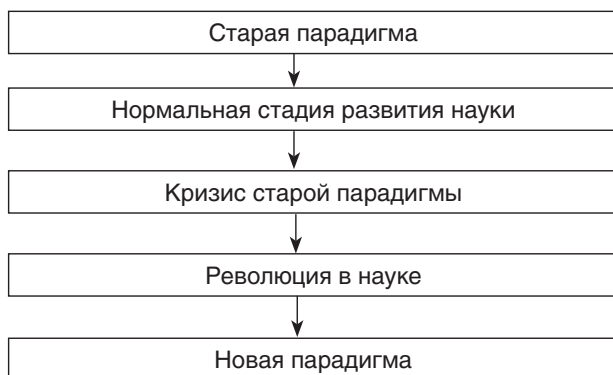 Старая парадигма
Нормальная стадия развития науки
Кризис старой парадигмы
Революция в науке
Новая парадигма